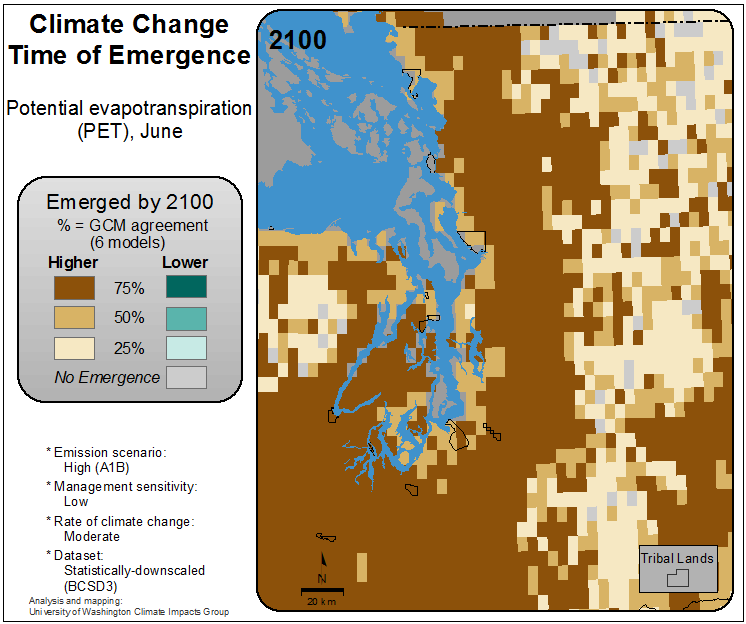 Climate Change
Time of Emergence
Potential evapotranspiration
(PET), June
Emerged by 2100
% = GCM agreement
(6 models)
Higher Lower
75%
50%
25%
No Emergence
* Emission scenario:
High (A1B)
* Management sensitivity:
Low
* Rate of climate change:
Moderate
* Dataset:
Statistically-downscaled
(BCSD3)
Analysis and mapping:
University of Washington Climate Impacts Group
2100
N
20 km
Tribal Lands